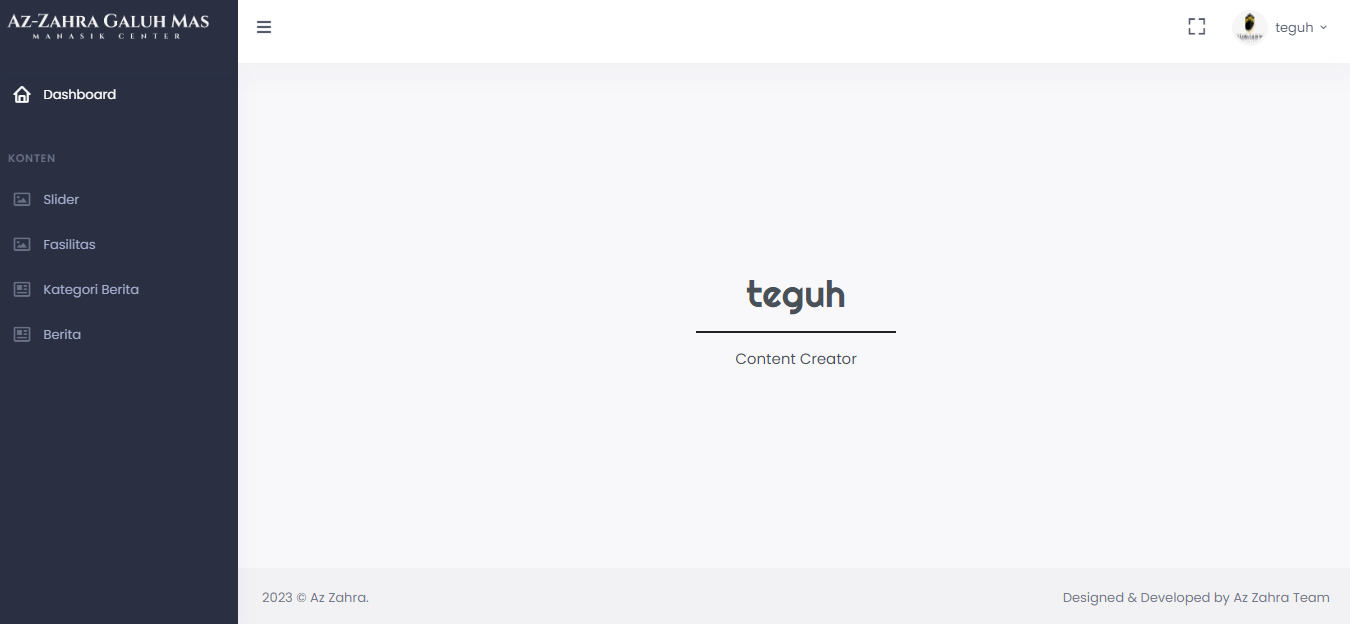 Az-Zahra Galuh Mas
MANASIK CENTER
teguh
Dashboard
KONTEN
Slider
Fasilitas
Kategori Berita
Berita
teguh
Content Creator
2023 © Az Zahra.
Designed & Developed by Az Zahra Team